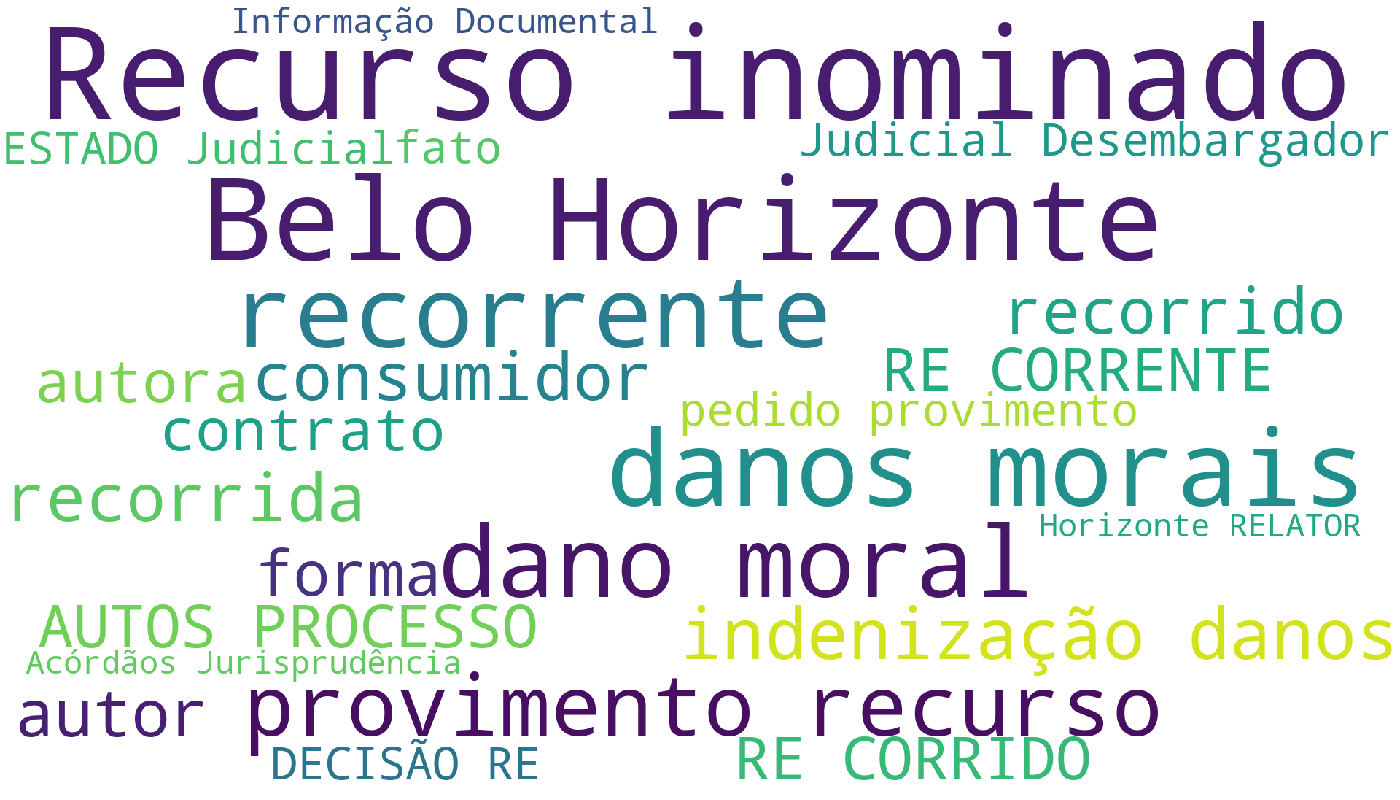 Informação Documental
Recurso inominado
ESTADO Judicial
fato
Judicial Desembargador
Belo Horizonte
recorrente
recorrido
autora
consumidor
RE CORRENTE
contrato
pedido provimento
danos morais
recorrida
Horizonte RELATOR
forma
dano moral
AUTOS PROCESSO
indenização danos
Acórdãos Jurisprudência
autor
provimento recurso
DECISÃO RE
RE CORRIDO